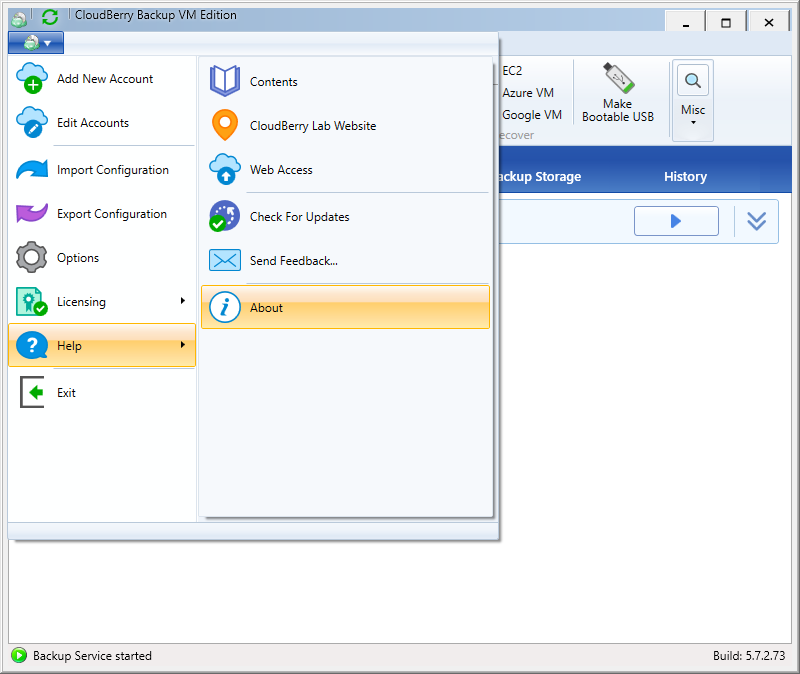 CloudBerry Backup VM Edition
Add New Account
Edit Accounts
Import Configuration
Export Configuration
Options
Licensing
Help
Exit
Contents
CloudBerry Lab Website
Web Access
Check For Updates
Send Feedback...
About
EC2
Azure VM
Google VM
ecover
Make
Bootable USB
Misc
ackup Storage
History
Backup Service started
Build: 5.7.2.73